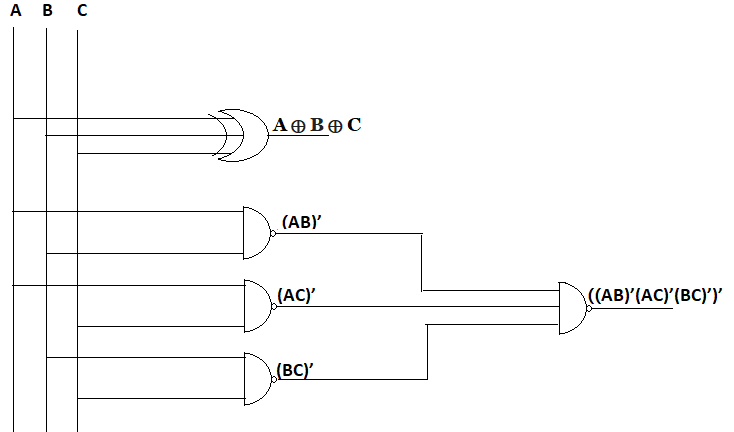 A B C
A ⊕ B ⊕ C
(AB)’
(AC)’
((AB)’(AC)’(BC)’)’
(BC)’